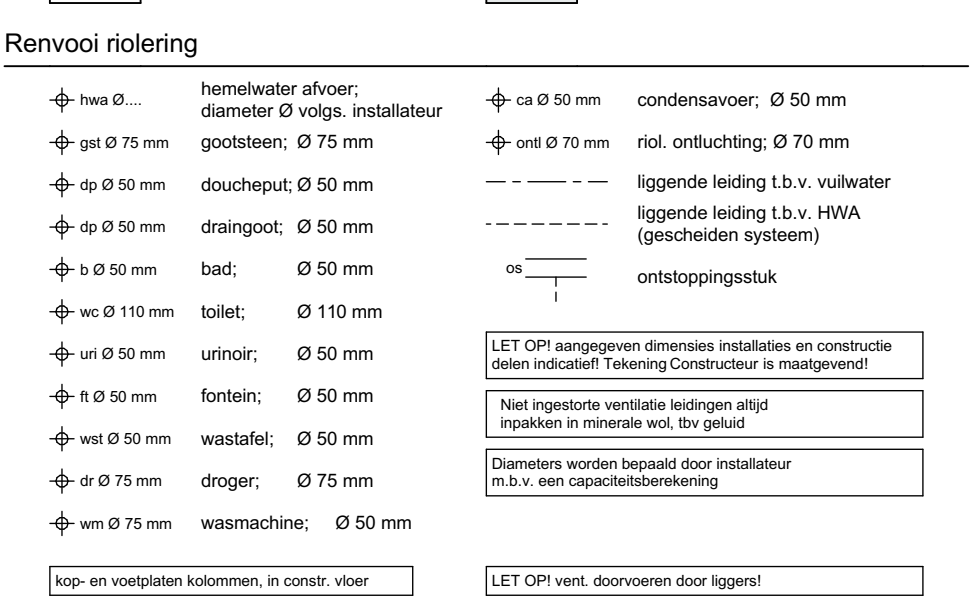 Renvooi riolering
hwa Ø.... hemelwater afvoer;
diameter Ø volgs. installateur
gst Ø 75 mm gootsteen; Ø 75 mm
dp Ø 50 mm doucheput; Ø 50 mm
dp Ø 50 mm draingoot; Ø 50 mm
b Ø 50 mm bad; Ø 50 mm
wc Ø 110 mm toilet; Ø 110 mm
uri Ø 50 mm urinoir; Ø 50 mm
ft Ø 50 mm fontein; Ø 50 mm
wst Ø 50 mm wastafel; Ø 50 mm
dr Ø 75 mm droger; Ø 75 mm
wm Ø 75 mm wasmachine; Ø 50 mm
kop- en voetplaten kolommen, in constr. vloer
ca Ø 50 mm condensavoer; Ø 50 mm
ontl Ø 70 mm riol. ontluchting; Ø 70 mm
liggende leiding t.b.v. vuilwater
liggende leiding t.b.v. HWA
(gescheiden systeem)
os ontstoppingsstuk
LET OP! aangegeven dimensies installaties en constructie
delen indicatief! Tekening Constructeur is maatgevend!
Niet ingestorte ventilatie leidingen altijd
inpakken in minerale wol, tbv geluid
Diameters worden bepaald door installateur
m.b.v. een capaciteitsberekening
LET OP! vent. doorvoeren door liggers!